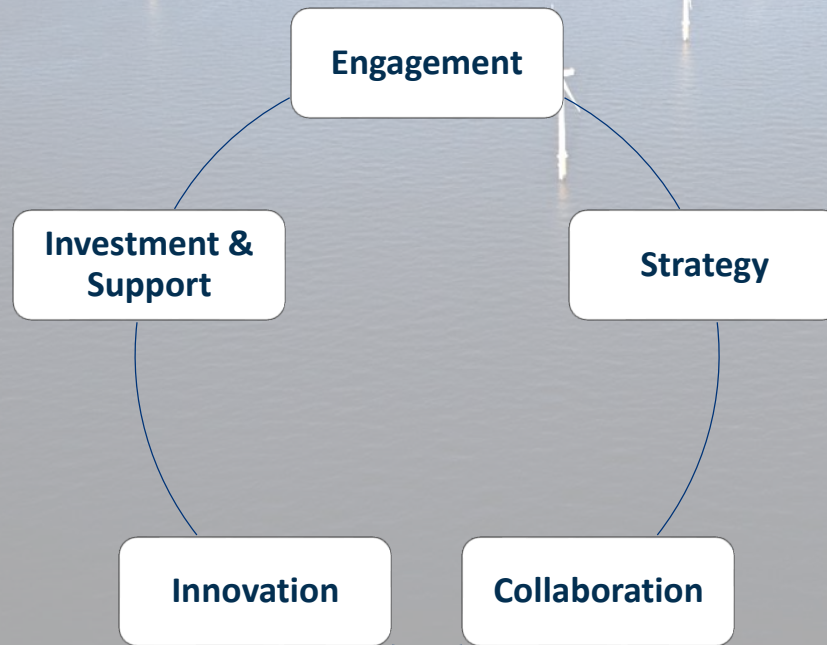 Engagement
Investment &
Support
Strategy
Innovation
Collaboration